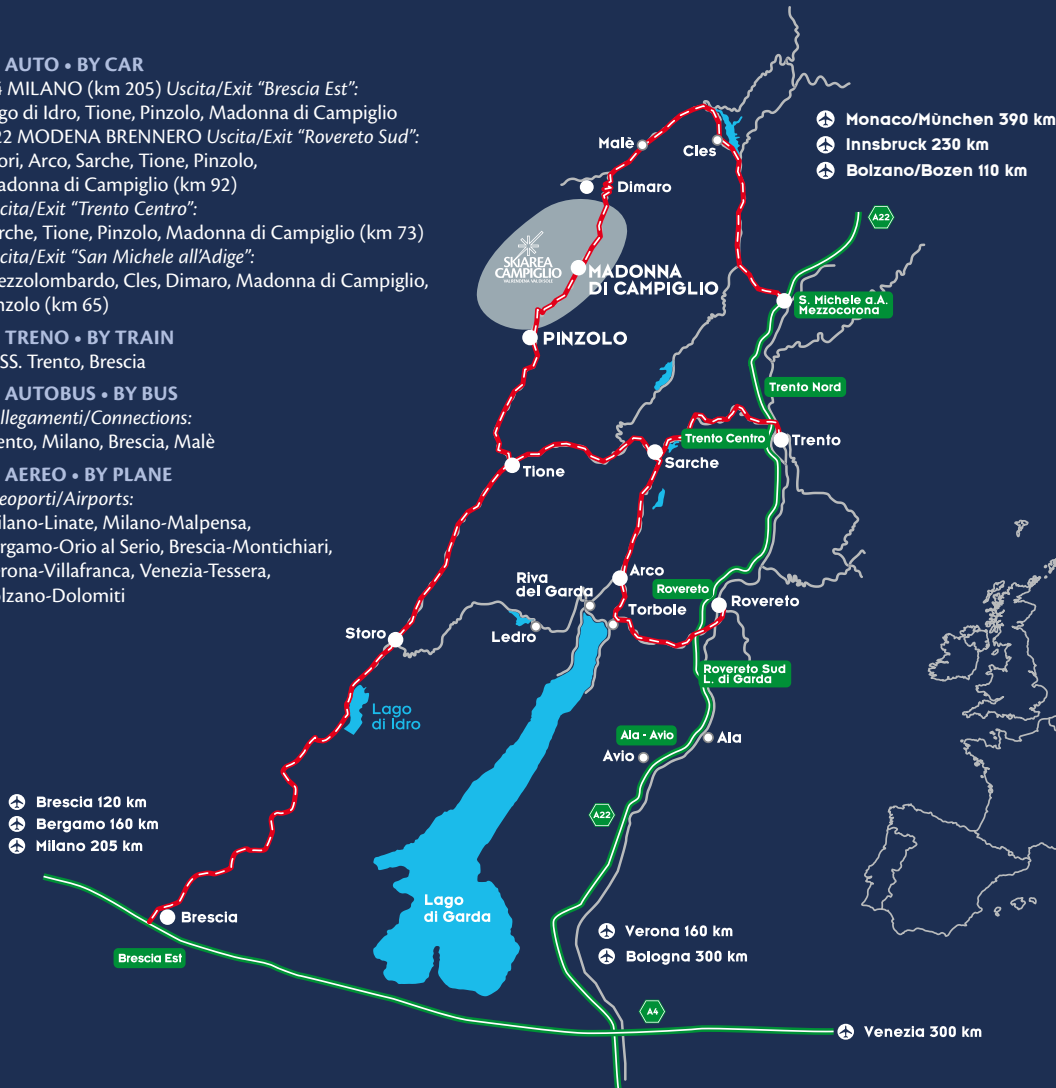 AUTO • BY CAR
4 MILANO (km 205) Uscita/Exit “Brescia Est”:
go di Idro, Tione, Pinzolo, Madonna di Campiglio
22 MODENA BRENNERO Uscita/Exit “Rovereto Sud”:
ori, Arco, Sarche, Tione, Pinzolo,
adonna di Campiglio (km 92)
cita/Exit “Trento Centro”:
rche, Tione, Pinzolo, Madonna di Campiglio (km 73)
cita/Exit “San Michele all’Adige”:
ezzolombardo, Cles, Dimaro, Madonna di Campiglio,
nzolo (km 65)
TRENO • BY TRAIN
SS. Trento, Brescia
AUTOBUS • BY BUS
llegamenti/Connections:
ento, Milano, Brescia, Malè
AEREO • BY PLANE
eoporti/Airports:
ilano-Linate, Milano-Malpensa,
ergamo-Orio al Serio, Brescia-Montichiari,
rona-Villafranca, Venezia-Tessera,
olzano-Dolomiti
Monaco/Mùnchen 390 km
Innsbruck 230 km
Bolzano/Bozen 110 km
Malè
Cles
Dimaro
A22
SKIAREA
CAMPIGLIO
VALRENDENA VAL DI SOLE
MADONNA
DI CAMPIGLIO
S. Michele a.A.
Mezzocorona
PINZOLO
Trento Nord
Trento Centro
Trento
Tione
Sarche
Arco
Riva
del Garda
Rovereto
Rovereto
Torbole
Storo
Ledro
Rovereto Sud
L. di Garda
Lago
di Idro
Ala - Avio
Ala
Avio
Brescia 120 km
Bergamo 160 km
Milano 205 km
A22
Lago
di Garda
Brescia
Brescia Est
Verona 160 km
Bologna 300 km
A4
Venezia 300 km